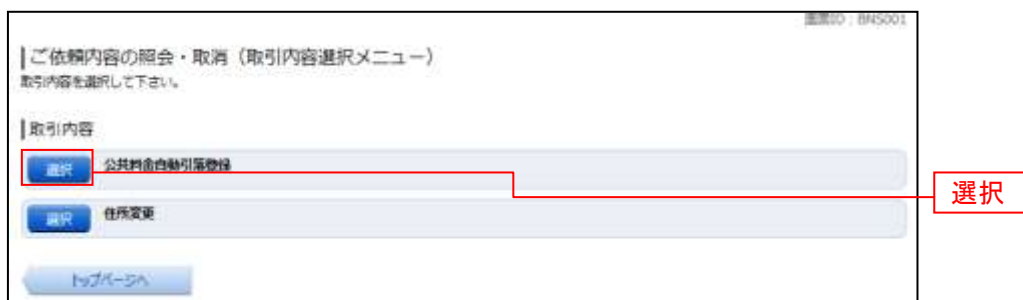 画面ID：BNS001
ご依頼内容の照会・取消（取引内容選択メニュー）
取引内容を選択して下さい。
取引内容
選択 公共料金自動引落登録
選択
選択 住所変更
トップページへ